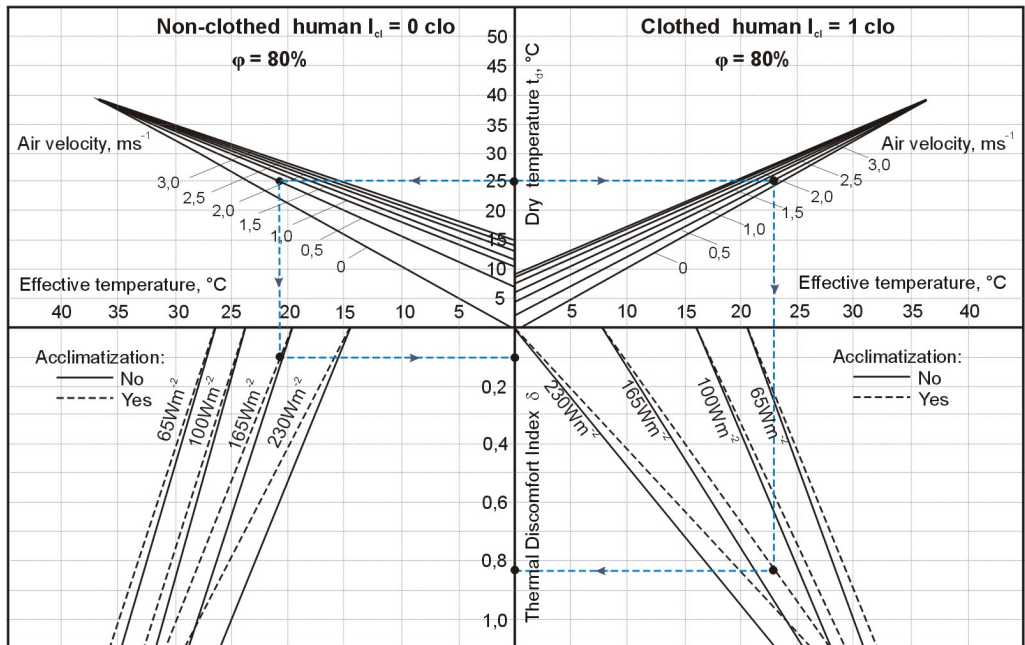 Non-clothed human I_cl = 0 clo
φ = 80%
Clothed human I_cl = 1 clo
φ = 80%
Dry temperature t_d, °C
50
45
40
35
30
25
20
15
10
5
Air velocity, ms⁻¹
3,0
2,5
2,0
1,5
1,0
0,5
0
Air velocity, ms⁻¹
3,0
2,5
2,0
1,5
1,0
0,5
0
Effective temperature, °C
40 35 30 25 20 15 10 5
Effective temperature, °C
5 10 15 20 25 30 35 40
Acclimatization:
No
Yes
65Wm⁻²
100Wm⁻²
165Wm⁻²
230Wm⁻²
Thermal Discomfort Index δ
0,2
0,4
0,6
0,8
1,0
230Wm⁻²
165Wm⁻²
100Wm⁻²
65Wm⁻²
Acclimatization:
No
Yes